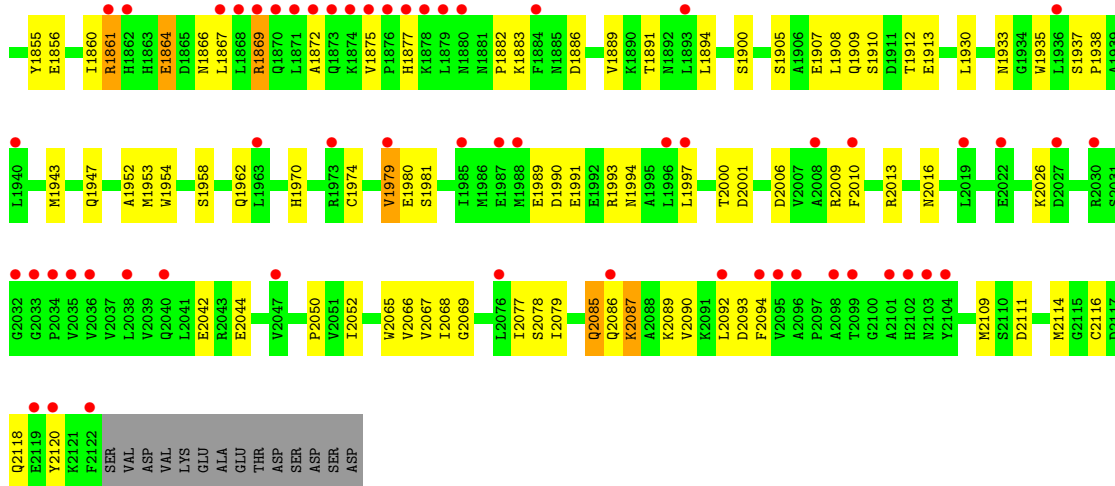 Y1855 E1856 I1860 R1861 H1862 H1863 E1864 D1865 N1866 L1867 L1868 R1869 Q1870 L1871 A1872 Q1873 K1874 V1875 P1876 H1877 K1878 L1879 N1880 N1881 P1882 K1883 F1884 N1885 D1886 V1889 K1890 T1891 N1892 L1893 L1894 S1900 S1905 A1906 E1907 L1908 Q1909 S1910 D1911 T1912 E1913 L1930 N1933 G1934 W1935 L1936 S1937 P1938 A1939
L1940 M1943 Q1947 A1952 M1953 W1954 S1958 Q1962 L1963 H1970 R1973 C1974 V1979 E1980 S1981 I1985 M1986 E1987 M1988 E1989 D1990 E1991 E1992 R1993 N1994 A1995 L1996 L1997 T2000 D2001 D2006 V2007 A2008 R2009 F2010 R2013 N2016 L2019 E2022 K2026 D2027 R2030 S2031
G2032 G2033 P2034 V2035 V2036 V2037 L2038 V2039 Q2040 L2041 E2042 R2043 E2044 V2047 P2050 V2051 I2052 W2065 V2066 V2067 I2068 G2069 L2076 I2077 S2078 I2079 Q2085 Q2086 K2087 A2088 K2089 V2090 K2091 L2092 D2093 F2094 V2095 V2096 P2097 A2098 T2099 G2100 A2101 H2102 N2103 Y2104 M2109 S2110 D2111 M2114 G2115 C2116
Q2118 E2119 Y2120 K2121 F2122 SER VAL ASP VAL LYS GLU ALA GLU THR ASP SER ASP SER ASP